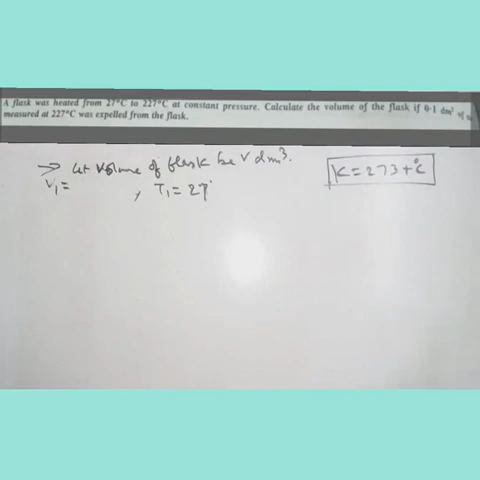 A flask was heated from 27°C to 227°C at constant pressure. Calculate the volume of the flask if 0·1 dm³ of
measured at 227°C was expelled from the flask.
→ Let volume of flask be V dm³.
V₁= , T₁ = 27°
K = 273 + °C